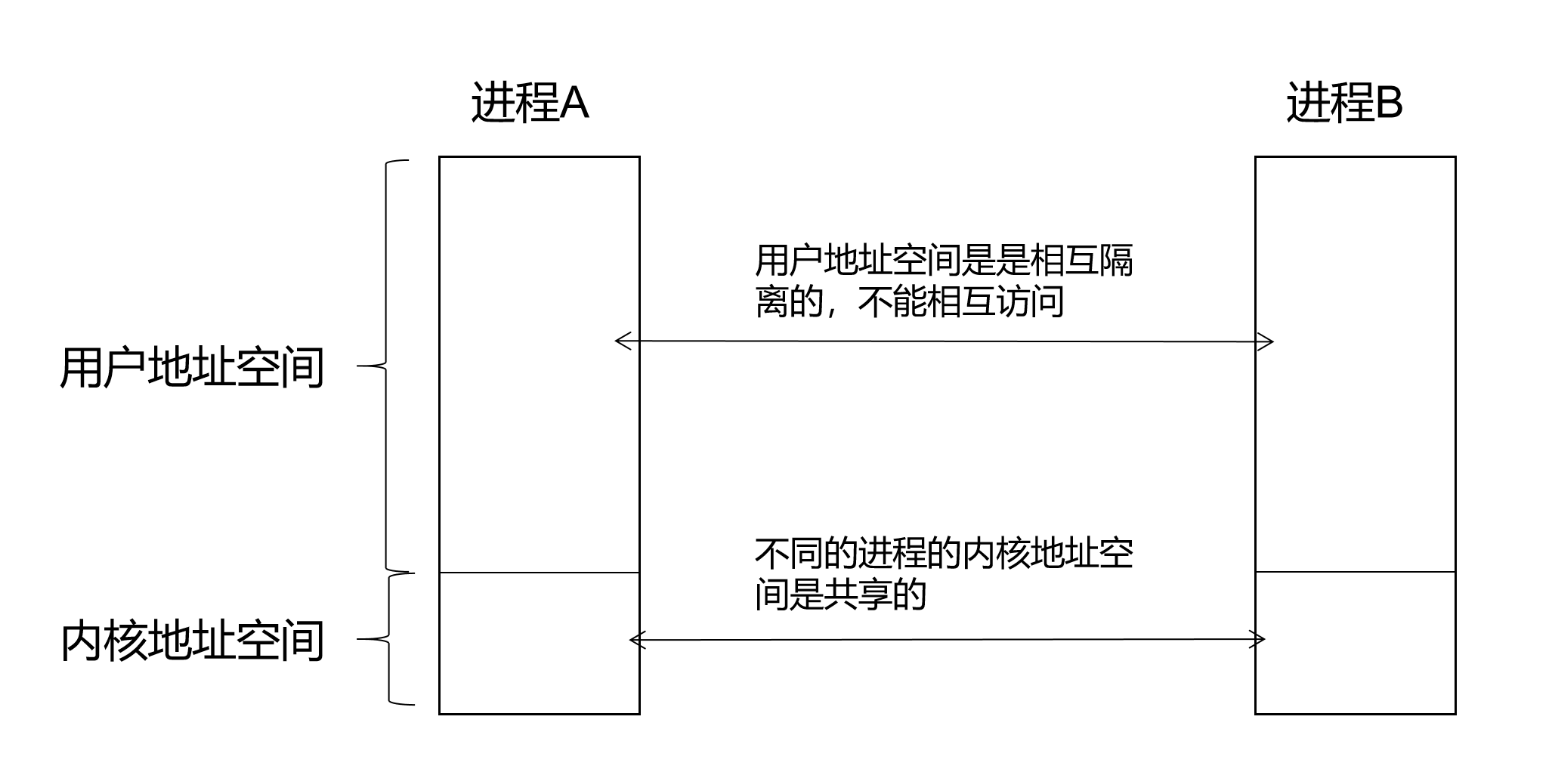 进程A
进程B
用户地址空间是是相互隔
离的，不能相互访问
用户地址空间
不同的进程的内核地址空
间是共享的
内核地址空间